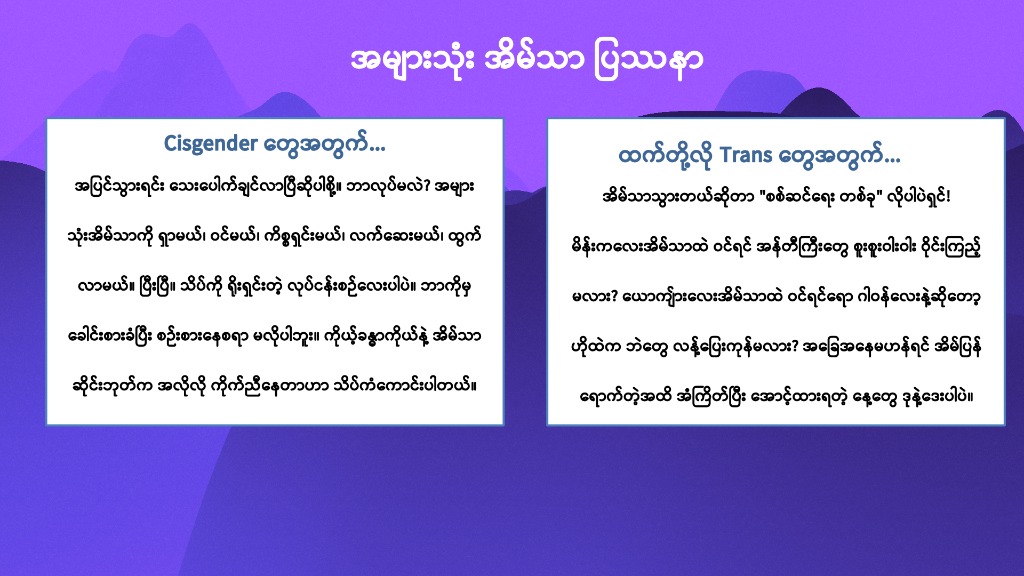 အများသုံး အိမ်သာ ပြဿနာ
Cisgender တွေအတွက်...
အပြင်သွားရင်း သေးပေါက်ချင်လာပြီဆိုပါစို့။ ဘာလုပ်မလဲ? အများ
သုံးအိမ်သာကို ရှာမယ်၊ ဝင်မယ်၊ ကိစ္စရှင်းမယ်၊ လက်ဆေးမယ်၊ ထွက်
လာမယ်။ ပြီးပြီ။ သိပ်ကို ရိုးရှင်းတဲ့ လုပ်ငန်းစဉ်လေးပါပဲ။ ဘာကိုမှ
ခေါင်းစားခံပြီး စဉ်းစားနေစရာ မလိုပါဘူး။ ကိုယ့်ခန္ဓာကိုယ်နဲ့ အိမ်သာ
ဆိုင်းဘုတ်က အလိုလို ကိုက်ညီနေတာဟာ သိပ်ကံကောင်းပါတယ်။
ထက်တို့လို Trans တွေအတွက်...
အိမ်သာသွားတယ်ဆိုတာ "စစ်ဆင်ရေး တစ်ခု" လိုပါပဲရှင်!
မိန်းကလေးအိမ်သာထဲ ဝင်ရင် အန်တီကြီးတွေ စူးစူးဝါးဝါး ဝိုင်းကြည့်
မလား? ယောကျ်ားလေးအိမ်သာထဲ ဝင်ရင်ရော ဂါဝန်လေးနဲ့ဆိုတော့
ဟိုထဲက ဘဲတွေ လန့်ပြေးကုန်မလား? အခြေအနေမဟန်ရင် အိမ်ပြန်
ရောက်တဲ့အထိ အံကြိတ်ပြီး အောင့်ထားရတဲ့ နေ့တွေ ဒုနဲ့ဒေးပါပဲ။